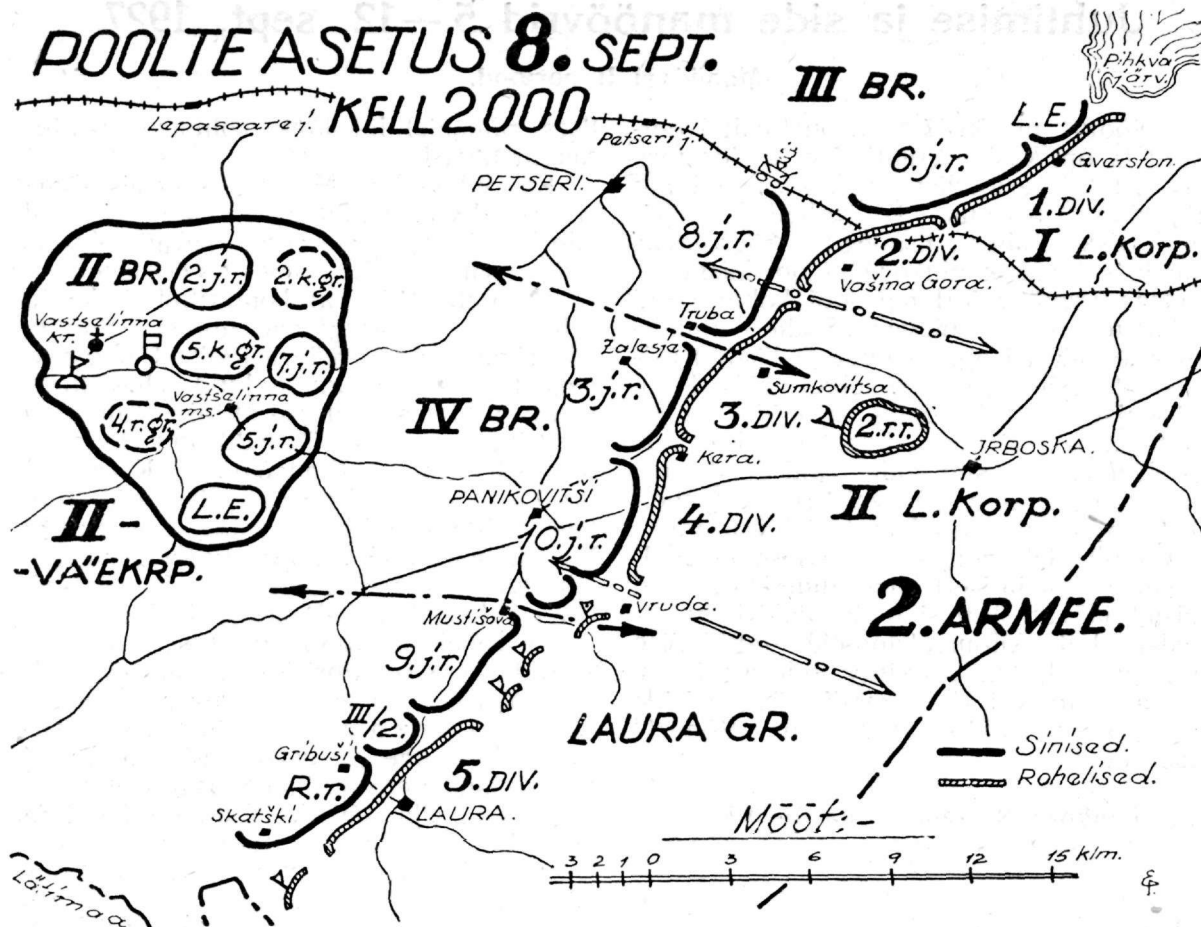 POOLTE ASETUS 8. SEPT.
KELL 2000
Lepasaare j.
Petseri j.
III BR.
Pihkva järv.
L.E.
6.j.r.
Gverston.
PETSERI.
1.DIV.
8.j.r.
2.DIV.
I L.Korp.
Vašina Gora.
II BR.
2.j.r.
2.k.gr.
Vastselinna kr.
5.k.gr.
7.j.r.
Vastselinna ms.
4.r.gr.
5.j.r.
L.E.
II-
-VÄEKRP.
Truba
Zalesje.
3.j.r.
Sumkovitsa
IV BR.
3.DIV.
2.r.r.
Kera.
JRBOSKA.
PANIKOVITŠI
4.DIV.
II L.Korp.
10.j.r.
Mustišova
Vruda.
2.ARMEE.
9.j.r.
III/2.
LAURA GR.
Gribuši
R.r.
5.DIV.
Skatški
LAURA.
Sinised.
Rohelised.
Mõõt:-
3 2 1 0 3 6 9 12 15 klm.
Lätimaa